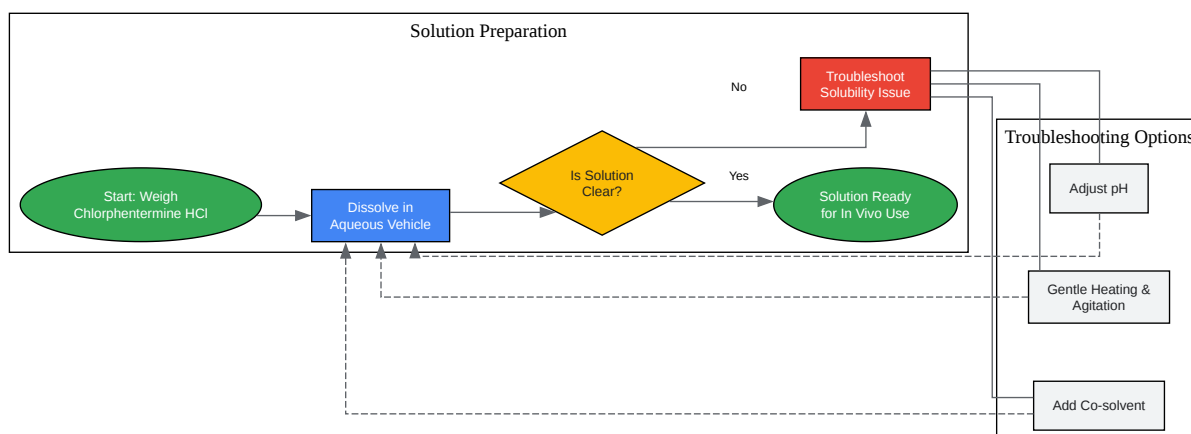 Solution Preparation
No
Troubleshoot
Solubility Issue
Troubleshooting Options
Start: Weigh
Chlorphentermine HCl
Dissolve in
Aqueous Vehicle
Is Solution
Clear?
Yes
Solution Ready
for In Vivo Use
Adjust pH
Gentle Heating &
Agitation
Add Co-solvent